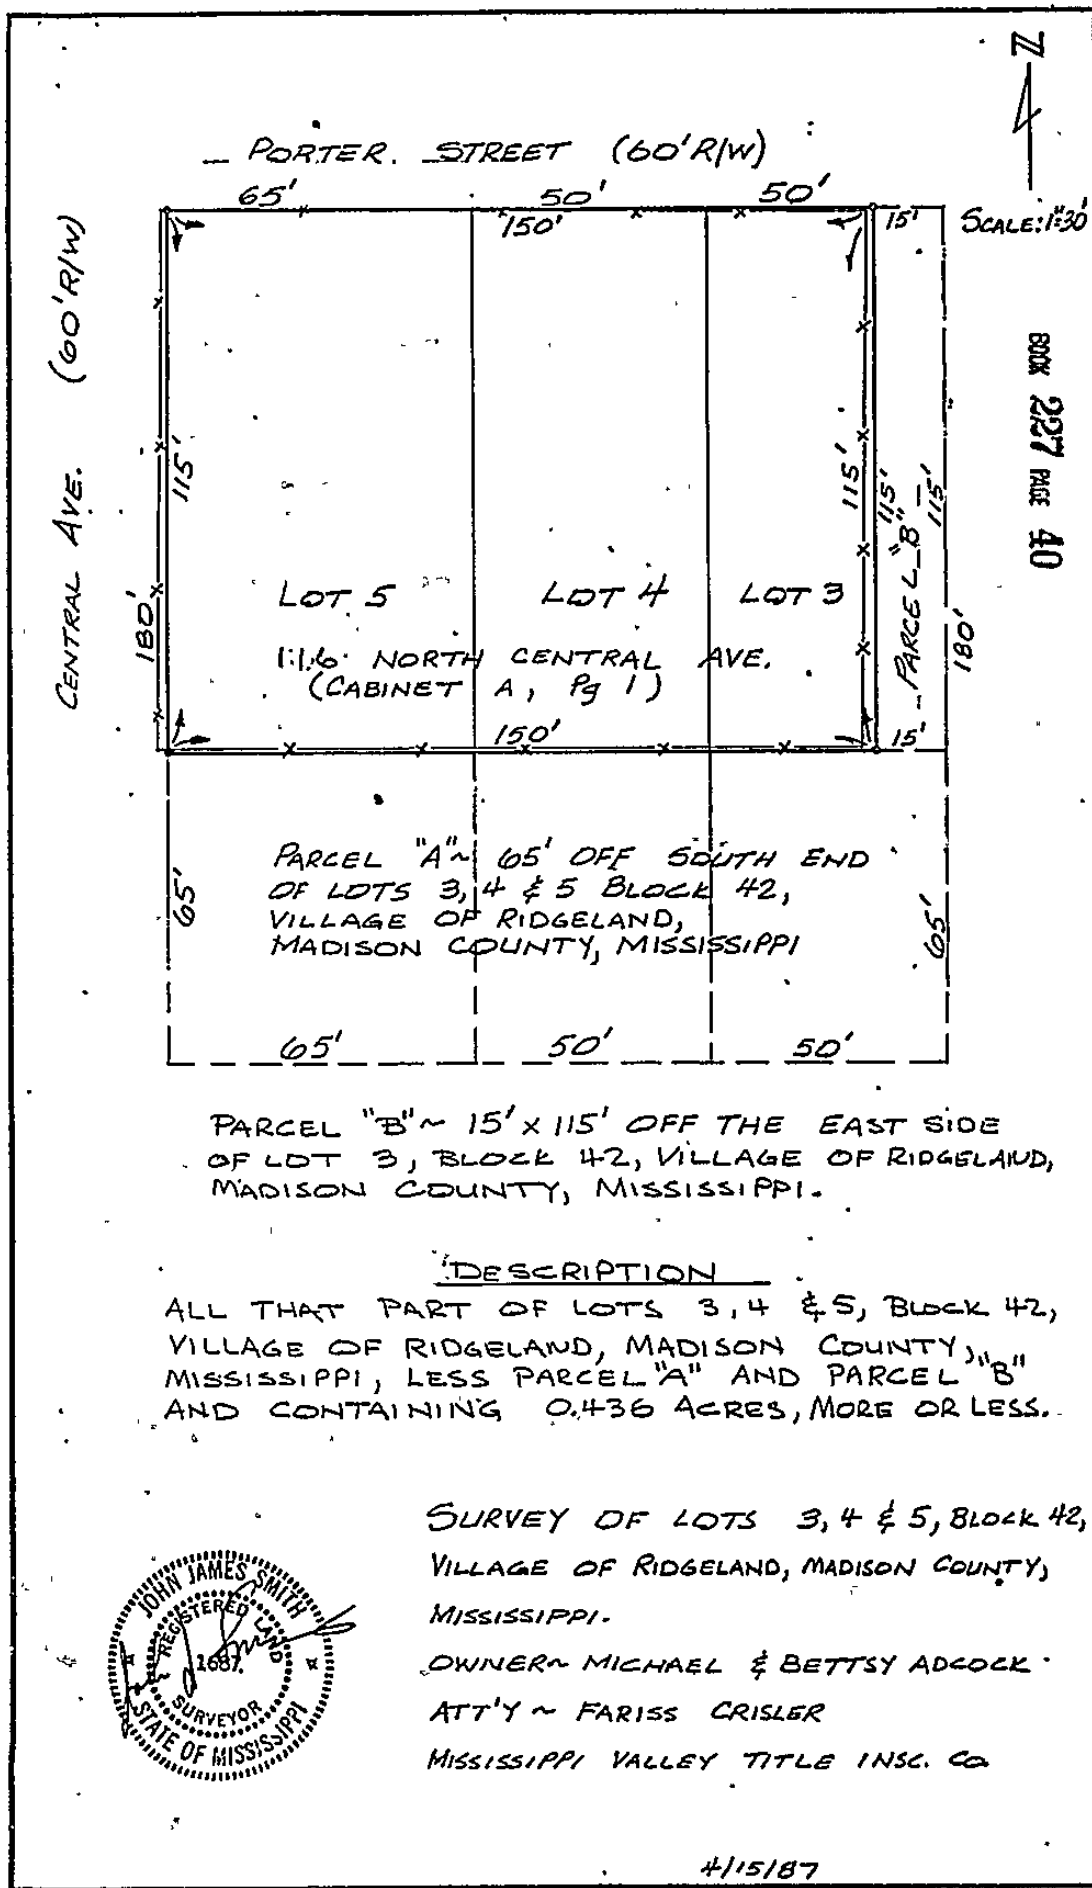 N
PORTER. STREET (60'R/W)
65' 50' 50'
150' 15' SCALE: 1"=30'
CENTRAL AVE. (60'R/W)
BOOK 227 PAGE 40
115' 115' 115' 115'
180' 180'
PARCEL "B"
LOT 5 LOT 4 LOT 3
116 NORTH CENTRAL AVE.
(CABINET A, Pg 1)
150' 15'
PARCEL "A"~ 65' OFF SOUTH END
OF LOTS 3, 4 & 5 BLOCK 42,
VILLAGE OF RIDGELAND,
MADISON COUNTY, MISSISSIPPI
65' 65'
65' 50' 50'
PARCEL "B"~ 15' x 115' OFF THE EAST SIDE
OF LOT 3, BLOCK 42, VILLAGE OF RIDGELAND,
MADISON COUNTY, MISSISSIPPI.
DESCRIPTION
ALL THAT PART OF LOTS 3, 4 & 5, BLOCK 42,
VILLAGE OF RIDGELAND, MADISON COUNTY,
MISSISSIPPI, LESS PARCEL "A" AND PARCEL "B"
AND CONTAINING 0.436 ACRES, MORE OR LESS.
SURVEY OF LOTS 3, 4 & 5, BLOCK 42,
VILLAGE OF RIDGELAND, MADISON COUNTY,
MISSISSIPPI.
OWNER~ MICHAEL & BETTSY ADCOCK
ATT'Y ~ FARISS CRISLER
MISSISSIPPI VALLEY TITLE INSC. CO
JOHN JAMES SMITH
REGISTERED LAND
1687
SURVEYOR
STATE OF MISSISSIPPI
4/15/87